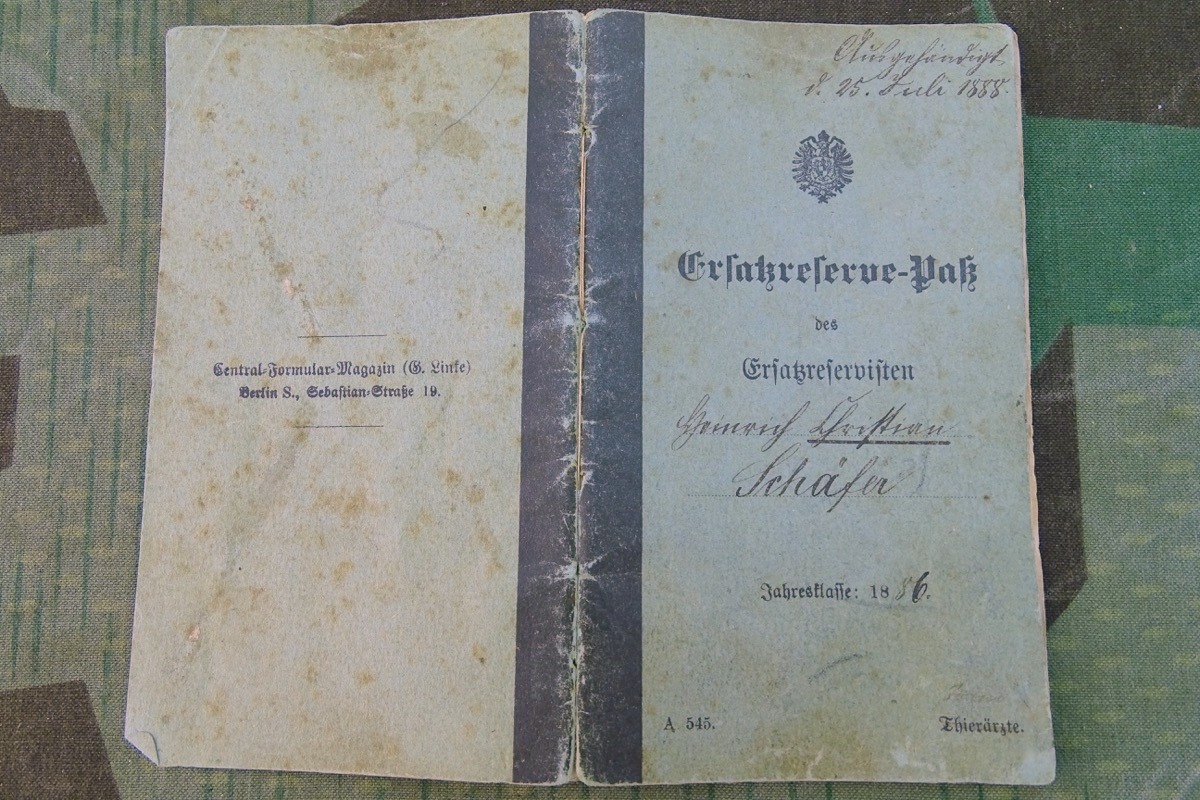 Central-Formular-Magazin (G. Linke)
Berlin S., Sebastian-Straße 19.
Ausgehändigt
d. 25. Juli 1888.
Ersatzreserve-Paß
des
Ersatzreservisten
Heinrich Christian
Schäfer
Jahresklasse: 1886.
A 545.
Thierärzte.